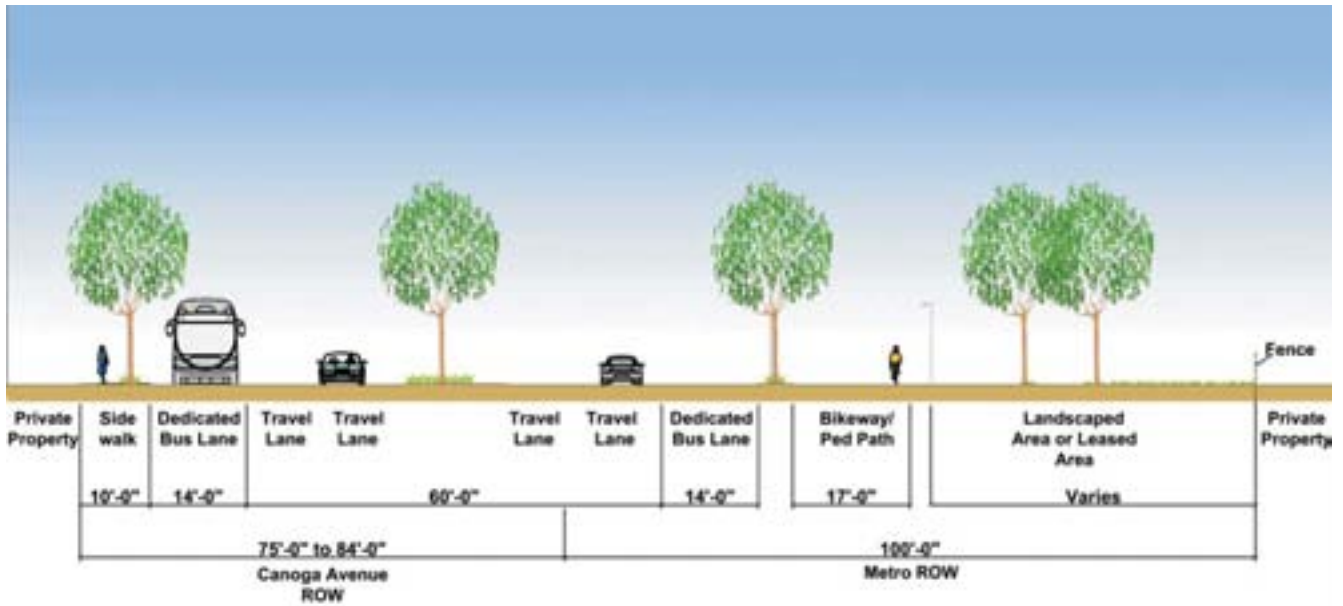 Fence
Private
Property
Side
walk
Dedicated
Bus Lane
Travel
Lane
Travel
Lane
Travel
Lane
Travel
Lane
Dedicated
Bus Lane
Bikeway/
Ped Path
Landscaped
Area or Leased
Area
Private
Property
10'-0"
14'-0"
60'-0"
14'-0"
17'-0"
Varies
75'-0" to 84'-0"
Canoga Avenue
ROW
100'-0"
Metro ROW